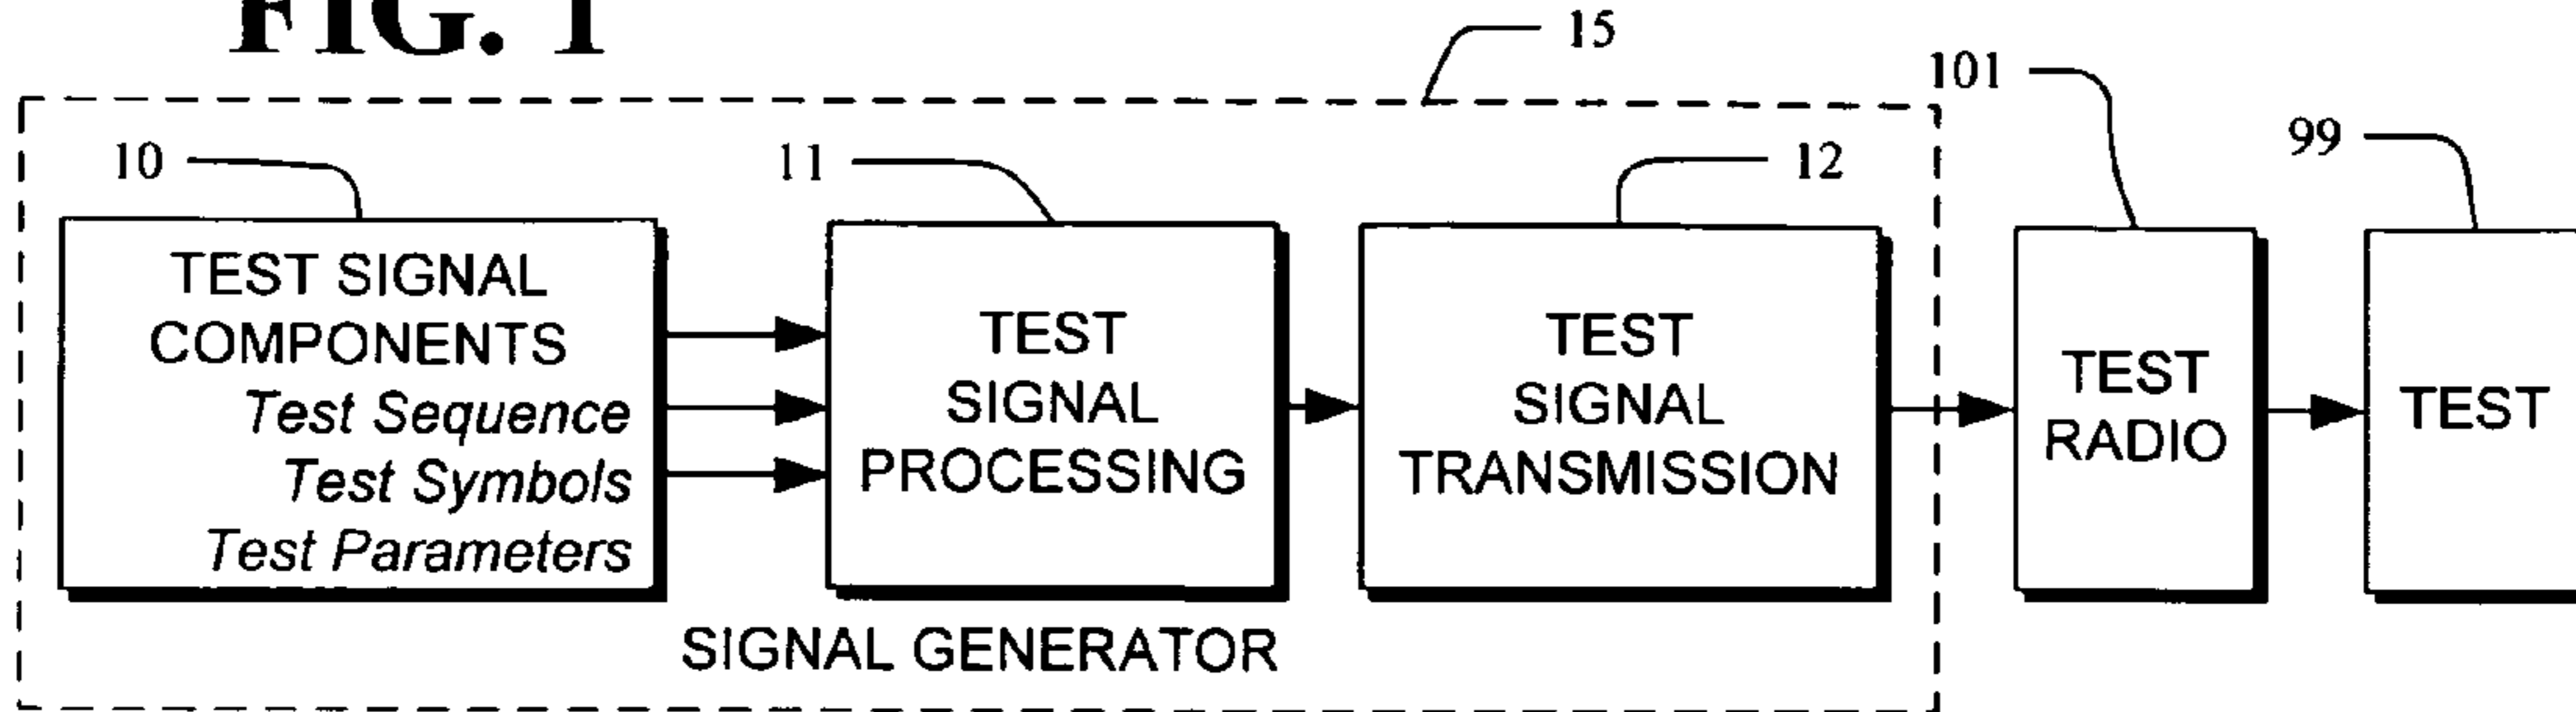 FIG. 1
15
101
99
10
11
12
TEST SIGNAL
COMPONENTS
Test Sequence
Test Symbols
Test Parameters
TEST
SIGNAL
PROCESSING
TEST
SIGNAL
TRANSMISSION
TEST
RADIO
TEST
SIGNAL GENERATOR